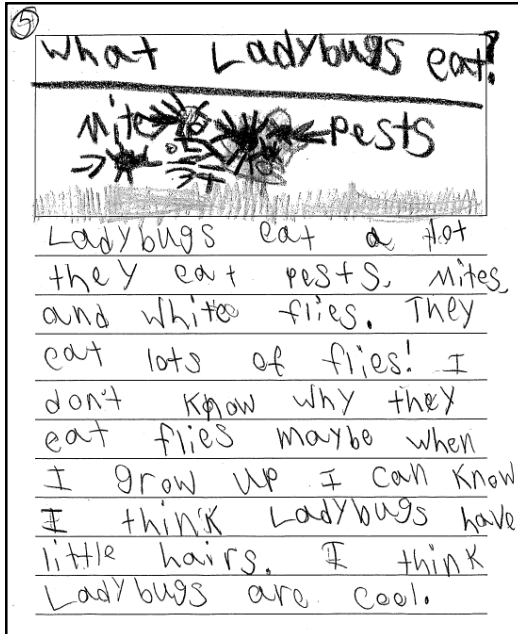 5
What Ladybugs eat?
Mites
Pests
Ladybugs eat a lot
they eat pests, mites,
and white flies. They
eat lots of flies! I
don't know why they
eat flies maybe when
I grow up I can know
I think Ladybugs have
little hairs. I think
Ladybugs are cool.